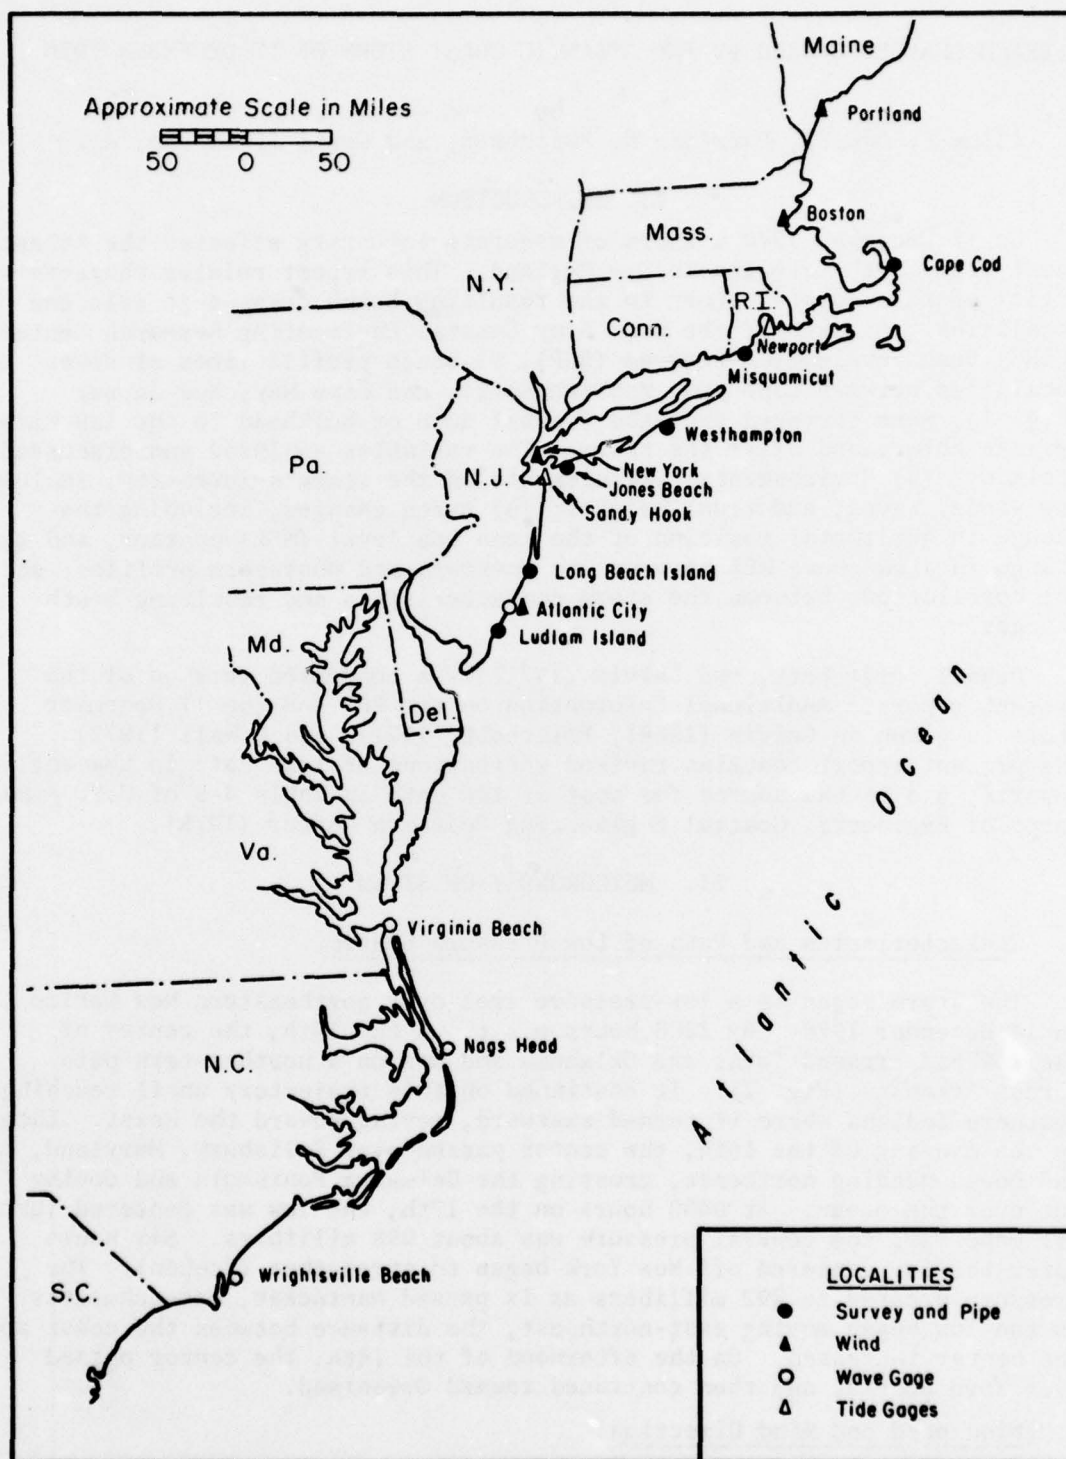 Maine
Approximate Scale in Miles
50 0 50
Portland
Boston
Mass.
Cape Cod
N.Y.
R.I.
Conn.
Newport
Misquamicut
Westhampton
Pa.
N.J.
New York
Jones Beach
Sandy Hook
Long Beach Island
Atlantic City
Ludlam Island
Md.
Del.
Atlantic Ocean
Va.
Virginia Beach
Nags Head
N.C.
Wrightsville Beach
S.C.
LOCALITIES
Survey and Pipe
Wind
Wave Gage
Tide Gages